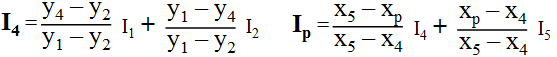 I₄ = (y₄ − y₂)/(y₁ − y₂) I₁ + (y₁ − y₄)/(y₁ − y₂) I₂    Iₚ = (x₅ − xₚ)/(x₅ − x₄) I₄ + (xₚ − x₄)/(x₅ − x₄) I₅